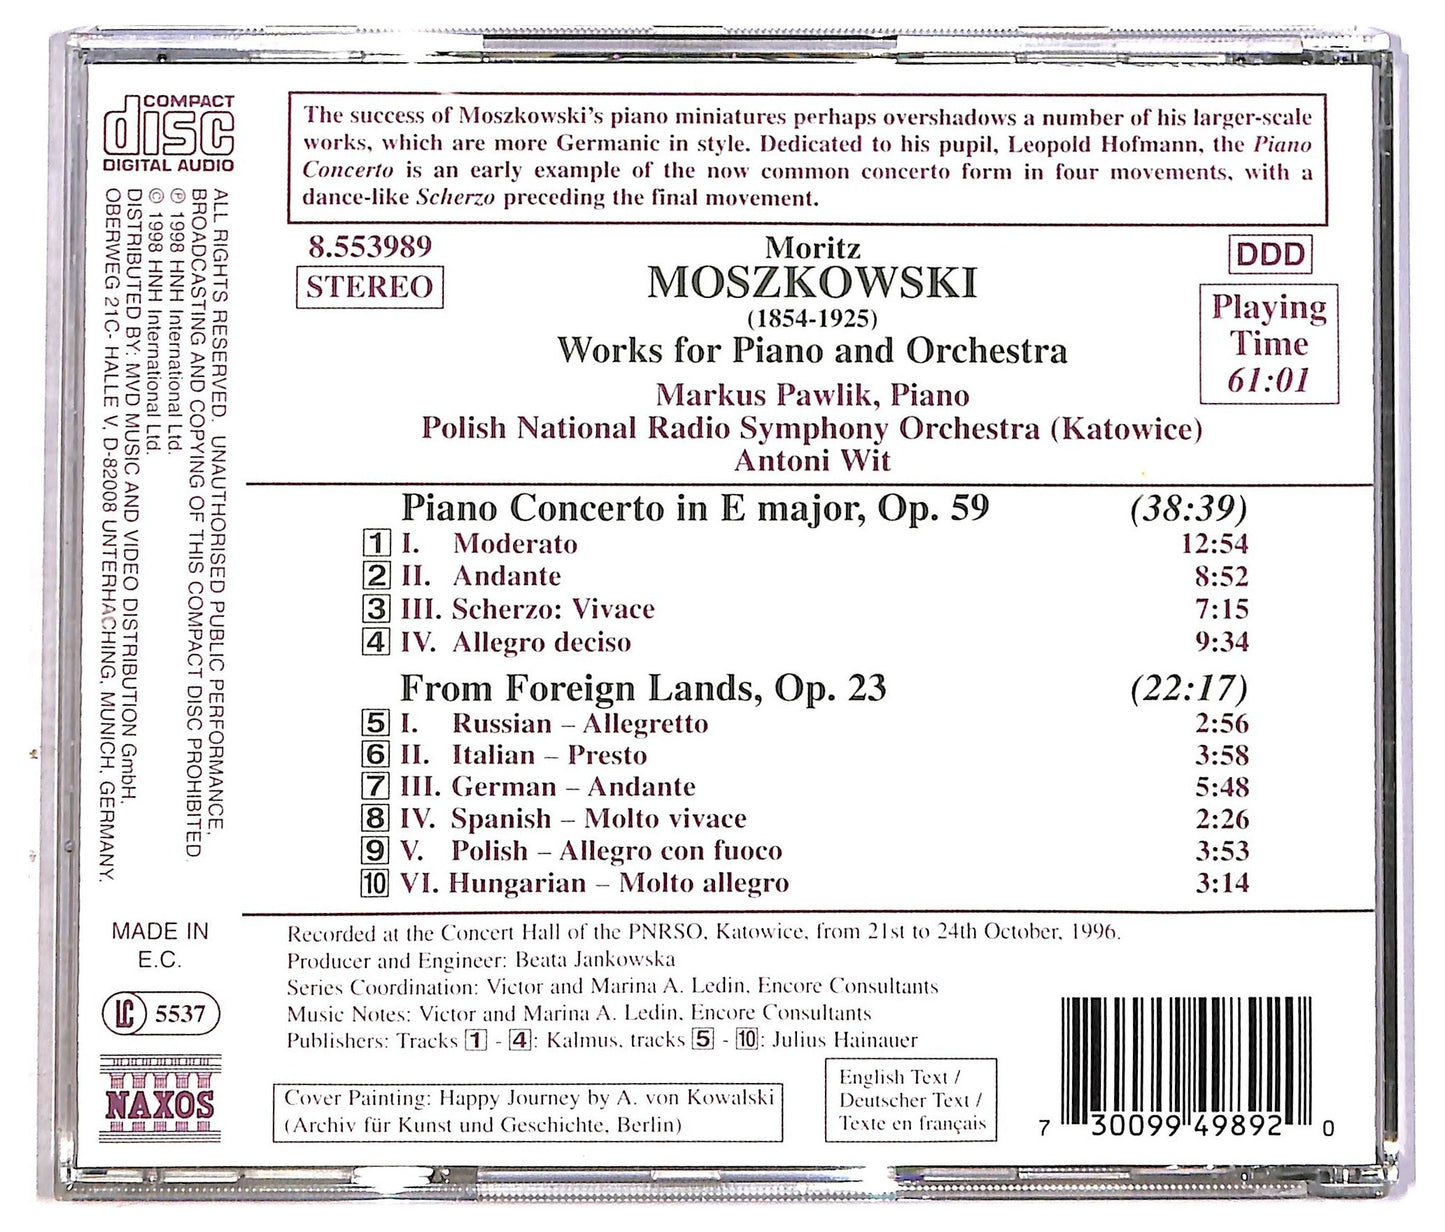 COMPACT
disc
DIGITAL AUDIO
ALL RIGHTS RESERVED. UNAUTHORISED PUBLIC PERFORMANCE,
BROADCASTING AND COPYING OF THIS COMPACT DISC PROHIBITED.
℗ 1998 HNH International Ltd.
© 1998 HNH International Ltd.
DISTRIBUTED BY: MVD MUSIC AND VIDEO DISTRIBUTION GmbH,
OBERWEG 21C- HALLE V, D-82008 UNTERHACHING, MUNICH, GERMANY.
MADE IN
E.C.
LC 5537
NAXOS
The success of Moszkowski's piano miniatures perhaps overshadows a number of his larger-scale
works, which are more Germanic in style. Dedicated to his pupil, Leopold Hofmann, the Piano
Concerto is an early example of the now common concerto form in four movements, with a
dance-like Scherzo preceding the final movement.
8.553989
STEREO
Moritz
MOSZKOWSKI
(1854-1925)
Works for Piano and Orchestra
Markus Pawlik, Piano
Polish National Radio Symphony Orchestra (Katowice)
Antoni Wit
DDD
Playing
Time
61:01
Piano Concerto in E major, Op. 59 (38:39)
1 I. Moderato 12:54
2 II. Andante 8:52
3 III. Scherzo: Vivace 7:15
4 IV. Allegro deciso 9:34
From Foreign Lands, Op. 23 (22:17)
5 I. Russian – Allegretto 2:56
6 II. Italian – Presto 3:58
7 III. German – Andante 5:48
8 IV. Spanish – Molto vivace 2:26
9 V. Polish – Allegro con fuoco 3:53
10 VI. Hungarian – Molto allegro 3:14
Recorded at the Concert Hall of the PNRSO, Katowice, from 21st to 24th October, 1996.
Producer and Engineer: Beata Jankowska
Series Coordination: Victor and Marina A. Ledin, Encore Consultants
Music Notes: Victor and Marina A. Ledin, Encore Consultants
Publishers: Tracks 1 - 4: Kalmus, tracks 5 - 10: Julius Hainauer
Cover Painting: Happy Journey by A. von Kowalski
(Archiv für Kunst und Geschichte, Berlin)
English Text /
Deutscher Text /
Texte en français
7 30099 49892 0